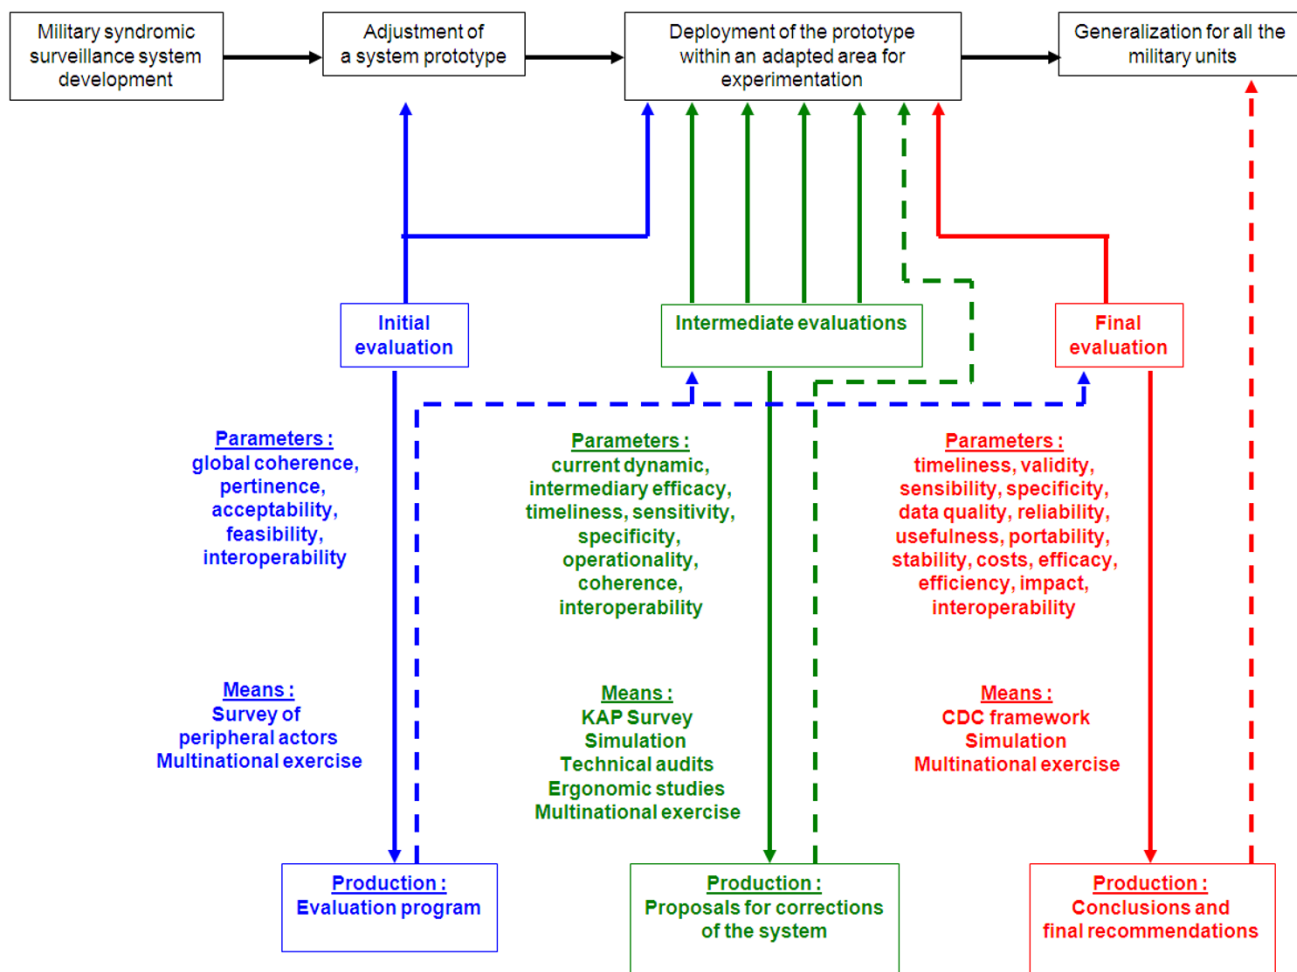 Military syndromic
surveillance system
development
Adjustment of
a system prototype
Deployment of the prototype
within an adapted area for
experimentation
Generalization for all the
military units
Initial
evaluation
Intermediate evaluations
Final
evaluation
Parameters :
global coherence,
pertinence,
acceptability,
feasibility,
interoperability
Parameters :
current dynamic,
intermediary efficacy,
timeliness, sensitivity,
specificity,
operationality,
coherence,
interoperability
Parameters :
timeliness, validity,
sensibility, specificity,
data quality, reliability,
usefulness, portability,
stability, costs, efficacy,
efficiency, impact,
interoperability
Means :
Survey of
peripheral actors
Multinational exercise
Means :
KAP Survey
Simulation
Technical audits
Ergonomic studies
Multinational exercise
Means :
CDC framework
Simulation
Multinational exercise
Production :
Evaluation program
Production :
Proposals for corrections
of the system
Production :
Conclusions and
final recommendations